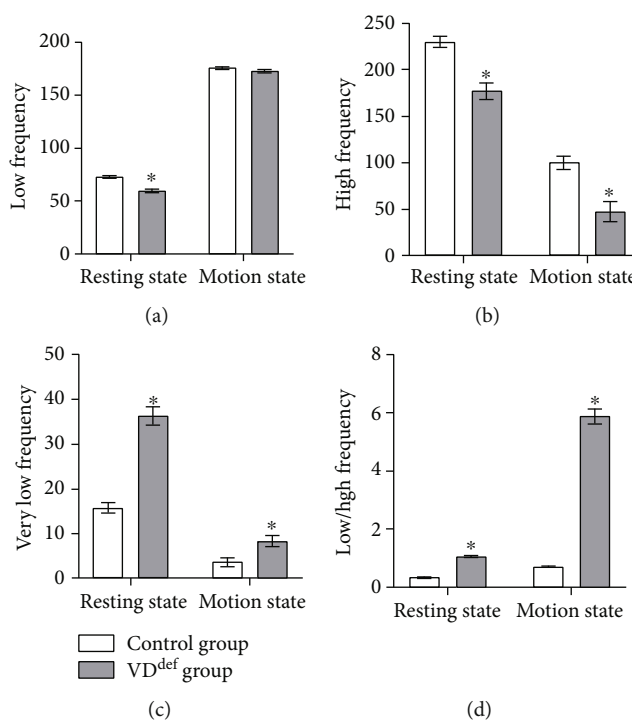 200
150
100
50
0
Low frequency
*
Resting state Motion state
(a)
250
200
150
100
50
0
High frequency
*
*
Resting state Motion state
(b)
50
40
30
20
10
0
Very low frequency
*
*
Resting state Motion state
Control group
VDdef group
(c)
8
6
4
2
0
Low/hgh frequency
*
*
Resting state Motion state
(d)